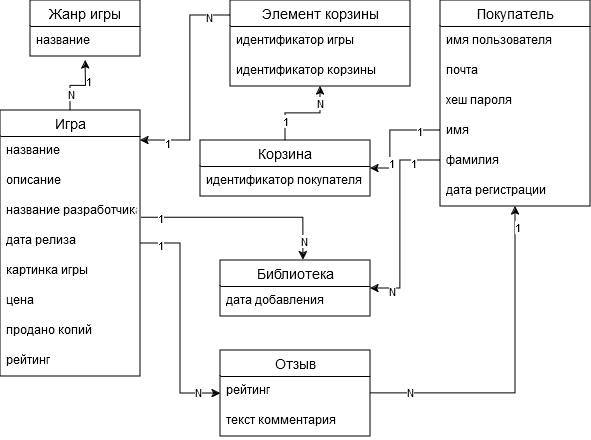 Жанр игры
название
Элемент корзины
идентификатор игры
идентификатор корзины
Покупатель
имя пользователя
почта
хеш пароля
имя
фамилия
дата регистрации
N
1
N
1
Игра
название
описание
название разработчика
дата релиза
картинка игры
цена
продано копий
рейтинг
N
1
Корзина
идентификатор покупателя
1
1
1
N
1
N
1
Библиотека
дата добавления
Отзыв
рейтинг
текст комментария
N
N
1